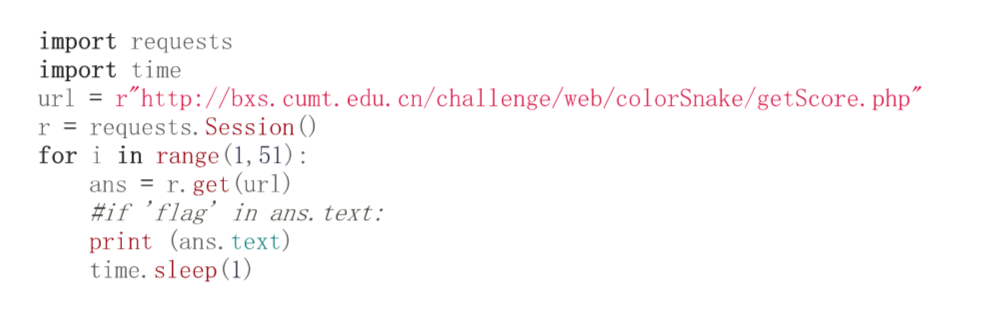 import requests
import time
url = r"http://bxs.cumt.edu.cn/challenge/web/colorSnake/getScore.php"
r = requests.Session()
for i in range(1,51):
    ans = r.get(url)
    #if 'flag' in ans.text:
    print (ans.text)
    time.sleep(1)